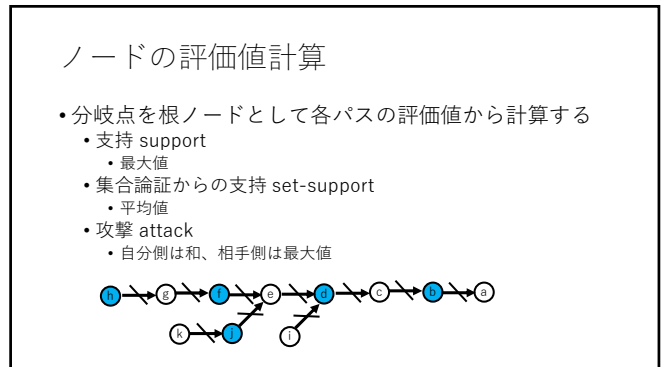 ノードの評価値計算
• 分岐点を根ノードとして各パスの評価値から計算する
• 支持 support
• 最大値
• 集合論証からの支持 set-support
• 平均値
• 攻撃 attack
• 自分側は和、相手側は最大値
h g f e d c b a
k j i